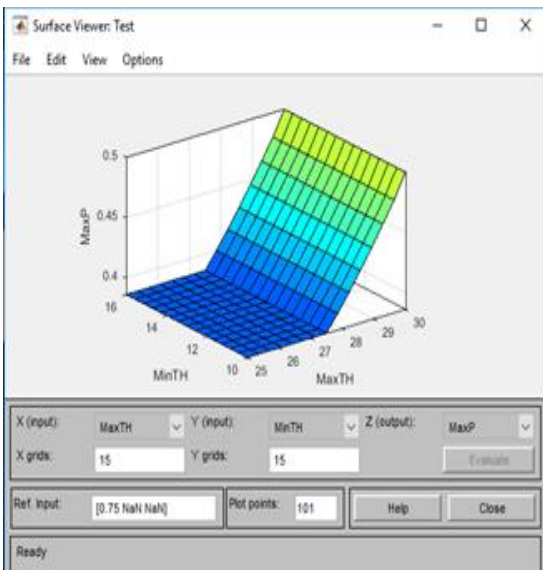 Surface Viewer: Test
File Edit View Options
0.5
0.45
0.4
MaxP
16
14
12
10
MinTH
25
26
27
28
29
30
MaxTH
X (input): MaxTH Y (input): MinTH Z (output): MaxP
X grids: 15 Y grids: 15 Evaluate
Ref. Input: [0.75 NaN NaN] Plot points: 101 Help Close
Ready